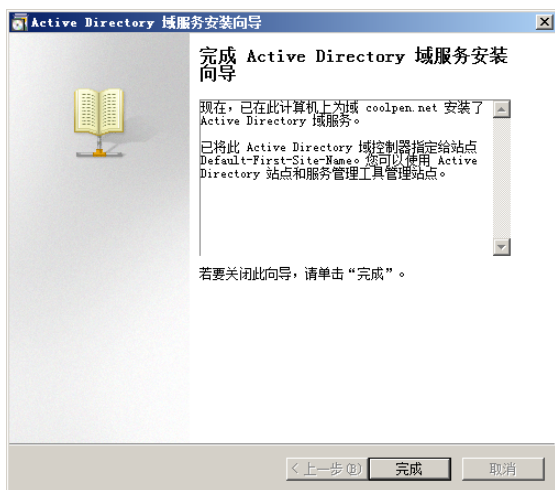 Active Directory 域服务安装向导
完成 Active Directory 域服务安装
向导
现在，已在此计算机上为域 coolpen.net 安装了
Active Directory 域服务。
已将此 Active Directory 域控制器指定给站点
Default-First-Site-Name。您可以使用 Active
Directory 站点和服务管理工具管理站点。
若要关闭此向导，请单击“完成”。
<上一步(B) 完成 取消